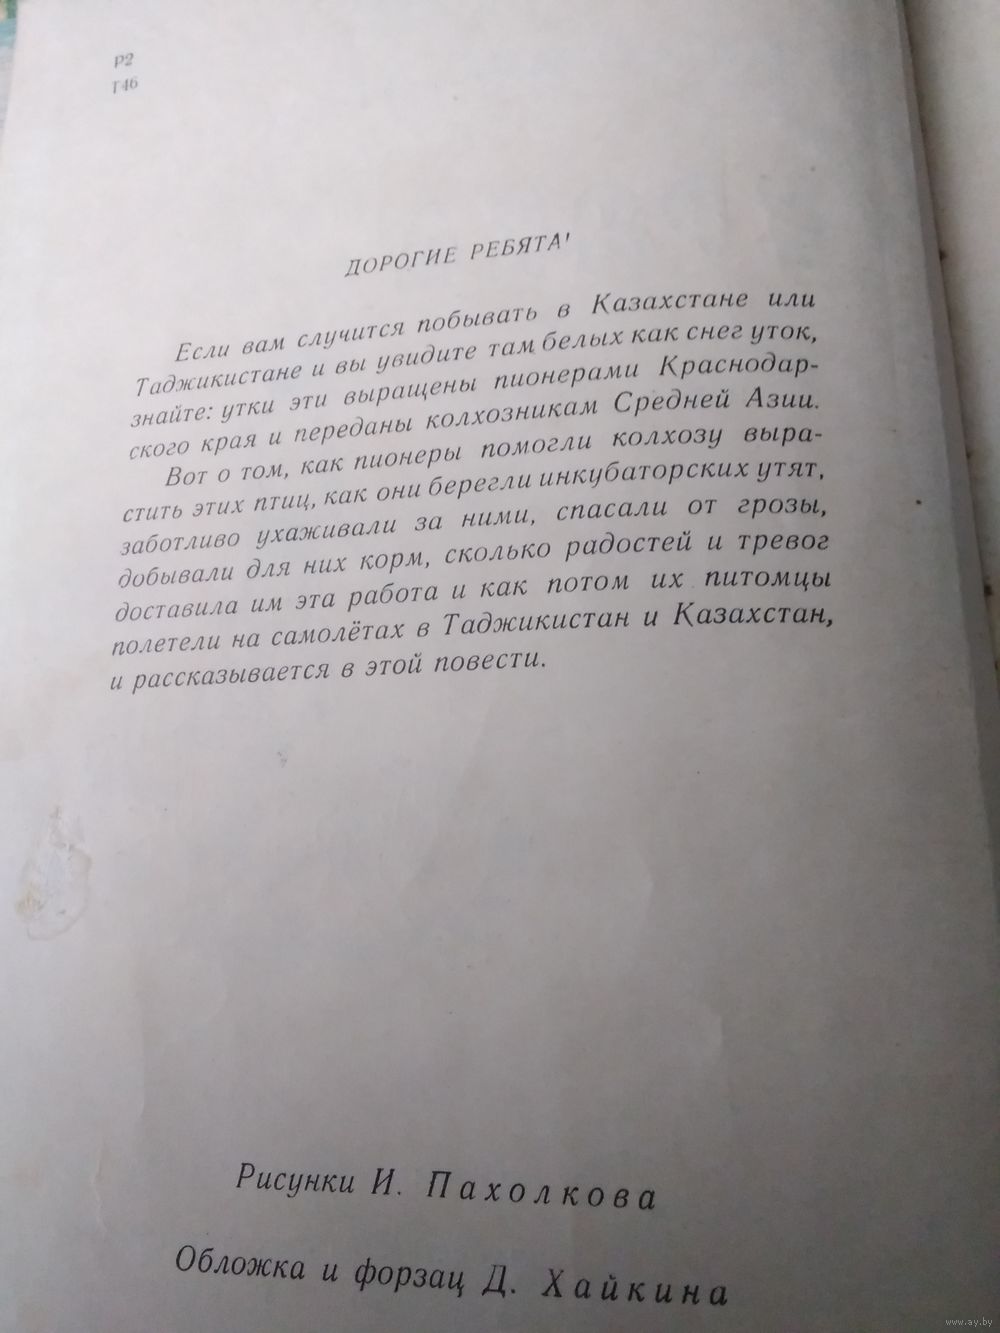 Р2
Г46
ДОРОГИЕ РЕБЯТА!
Если вам случится побывать в Казахстане или
Таджикистане и вы увидите там белых как снег уток,
знайте: утки эти выращены пионерами Краснодар-
ского края и переданы колхозникам Средней Азии.
Вот о том, как пионеры помогли колхозу выра-
стить этих птиц, как они берегли инкубаторских утят,
заботливо ухаживали за ними, спасали от грозы,
добывали для них корм, сколько радостей и тревог
доставила им эта работа и как потом их питомцы
полетели на самолётах в Таджикистан и Казахстан,
и рассказывается в этой повести.
Рисунки И. Пахолкова
Обложка и форзац Д. Хайкина
www.ay.by